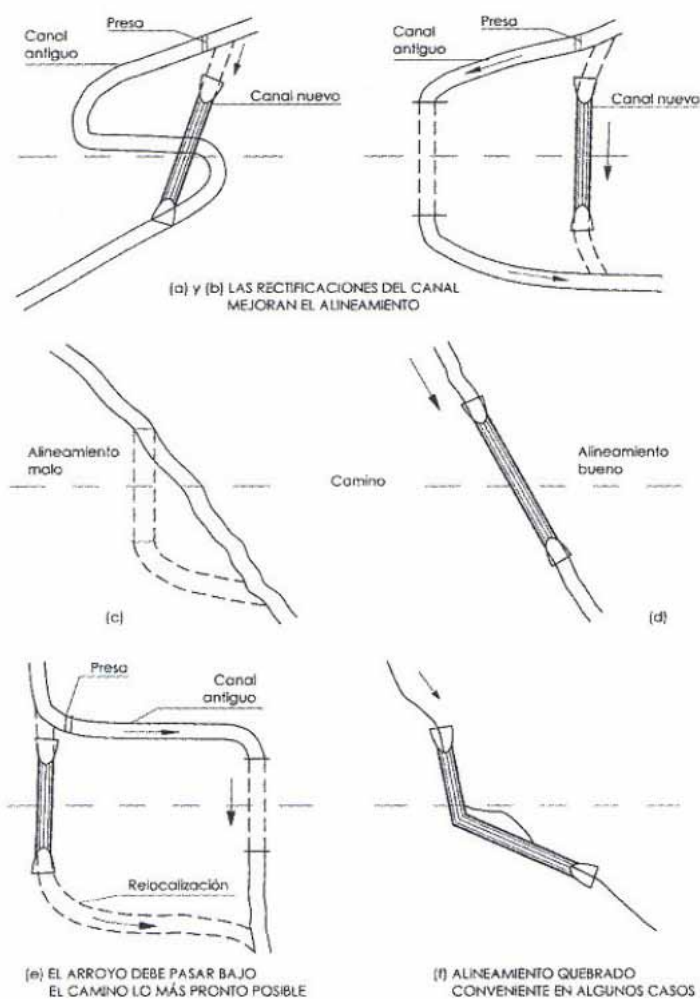 Presa
Canal
antiguo
Canal nuevo
Presa
Canal
antiguo
Canal nuevo
(a) y (b) LAS RECTIFICACIONES DEL CANAL
MEJORAN EL ALINEAMIENTO
Alineamiento
malo
Camino
Alineamiento
bueno
(c)
(d)
Presa
Canal
antiguo
Relocalización
(e) EL ARROYO DEBE PASAR BAJO
EL CAMINO LO MÁS PRONTO POSIBLE
(f) ALINEAMIENTO QUEBRADO
CONVENIENTE EN ALGUNOS CASOS